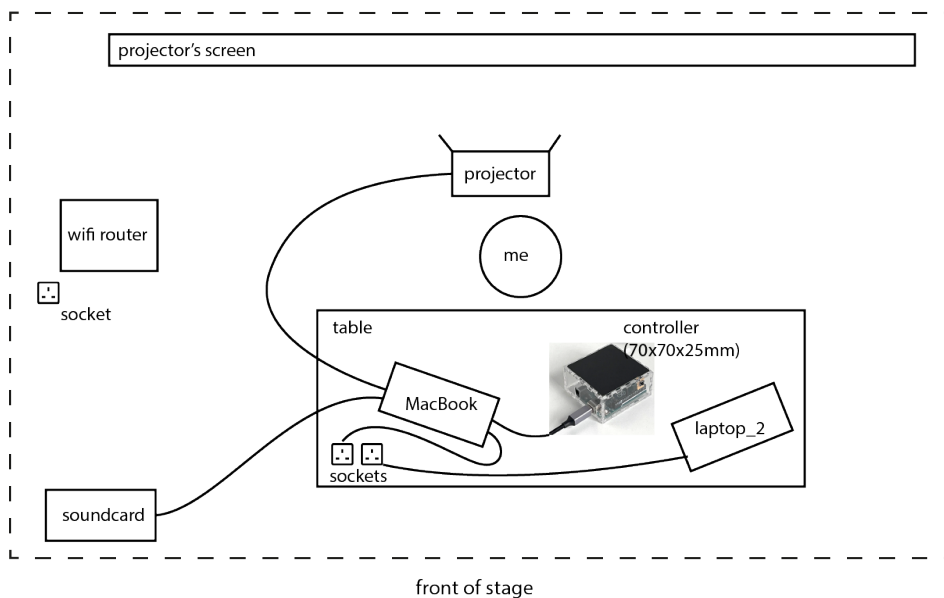 projector's screen
projector
wifi router
me
socket
table
controller
(70x70x25mm)
MacBook
laptop_2
sockets
soundcard
front of stage